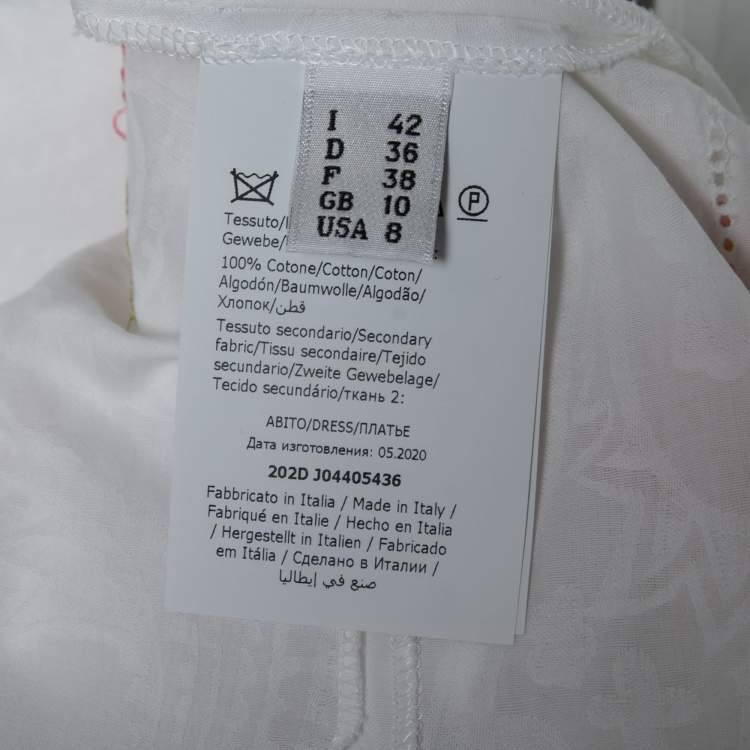 I 42
D 36
F 38
GB 10
USA 8
P
Tessuto/
Gewebe/
100% Cotone/Cotton/Coton/
Algodón/Baumwolle/Algodão/
Хлопок/قطن
Tessuto secondario/Secondary
fabric/Tissu secondaire/Tejido
secundario/Zweite Gewebelage/
Tecido secundário/ткань 2:
ABITO/DRESS/ПЛАТЬЕ
Дата изготовления: 05.2020
202D J04405436
Fabbricato in Italia / Made in Italy /
Fabriqué en Italie / Hecho en Italia
/ Hergestellt in Italien / Fabricado
em Itália / Сделано в Италии /
صنع في إيطاليا